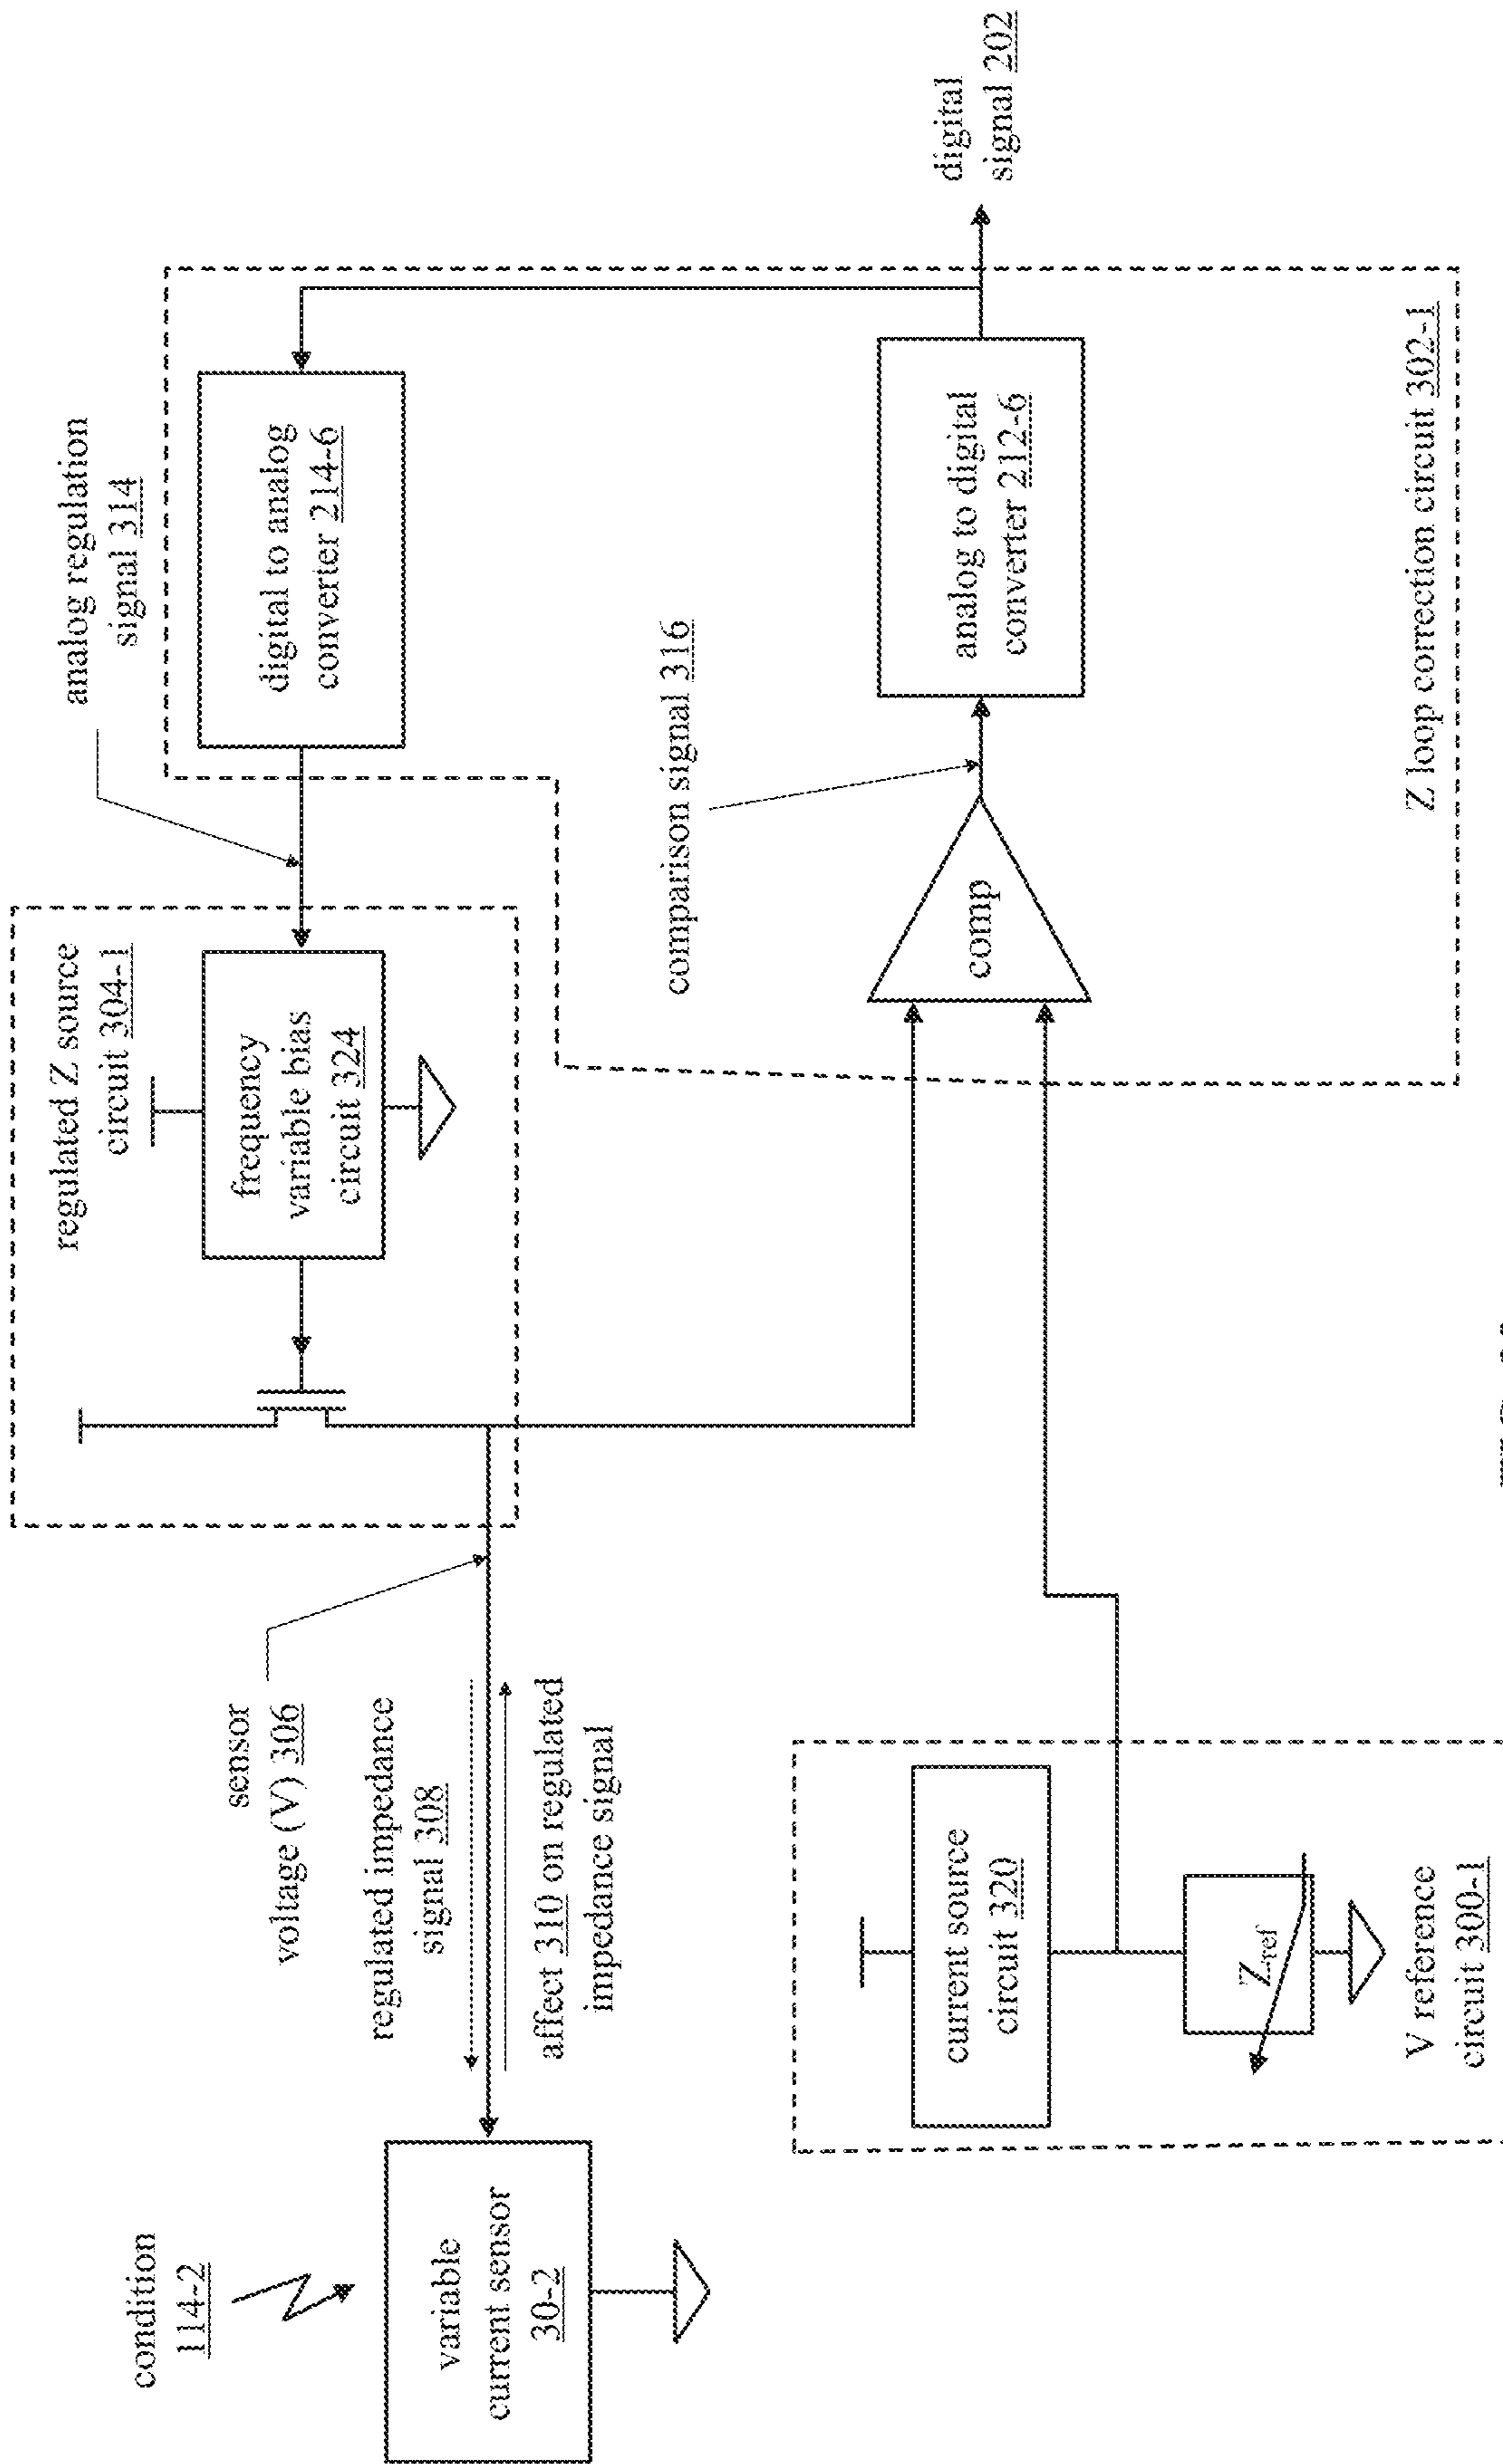 condition
114-2
variable
current sensor
30-2
sensor
voltage (V) 306
regulated impedance
signal 308
affect 310 on regulated
impedance signal
regulated Z source
circuit 304-1
frequency
variable bias
circuit 324
analog regulation
signal 314
digital to analog
converter 214-6
comparison signal 316
comp
analog to digital
converter 212-6
digital
signal 202
Z loop correction circuit 302-1
current source
circuit 320
Zref
V reference
circuit 300-1